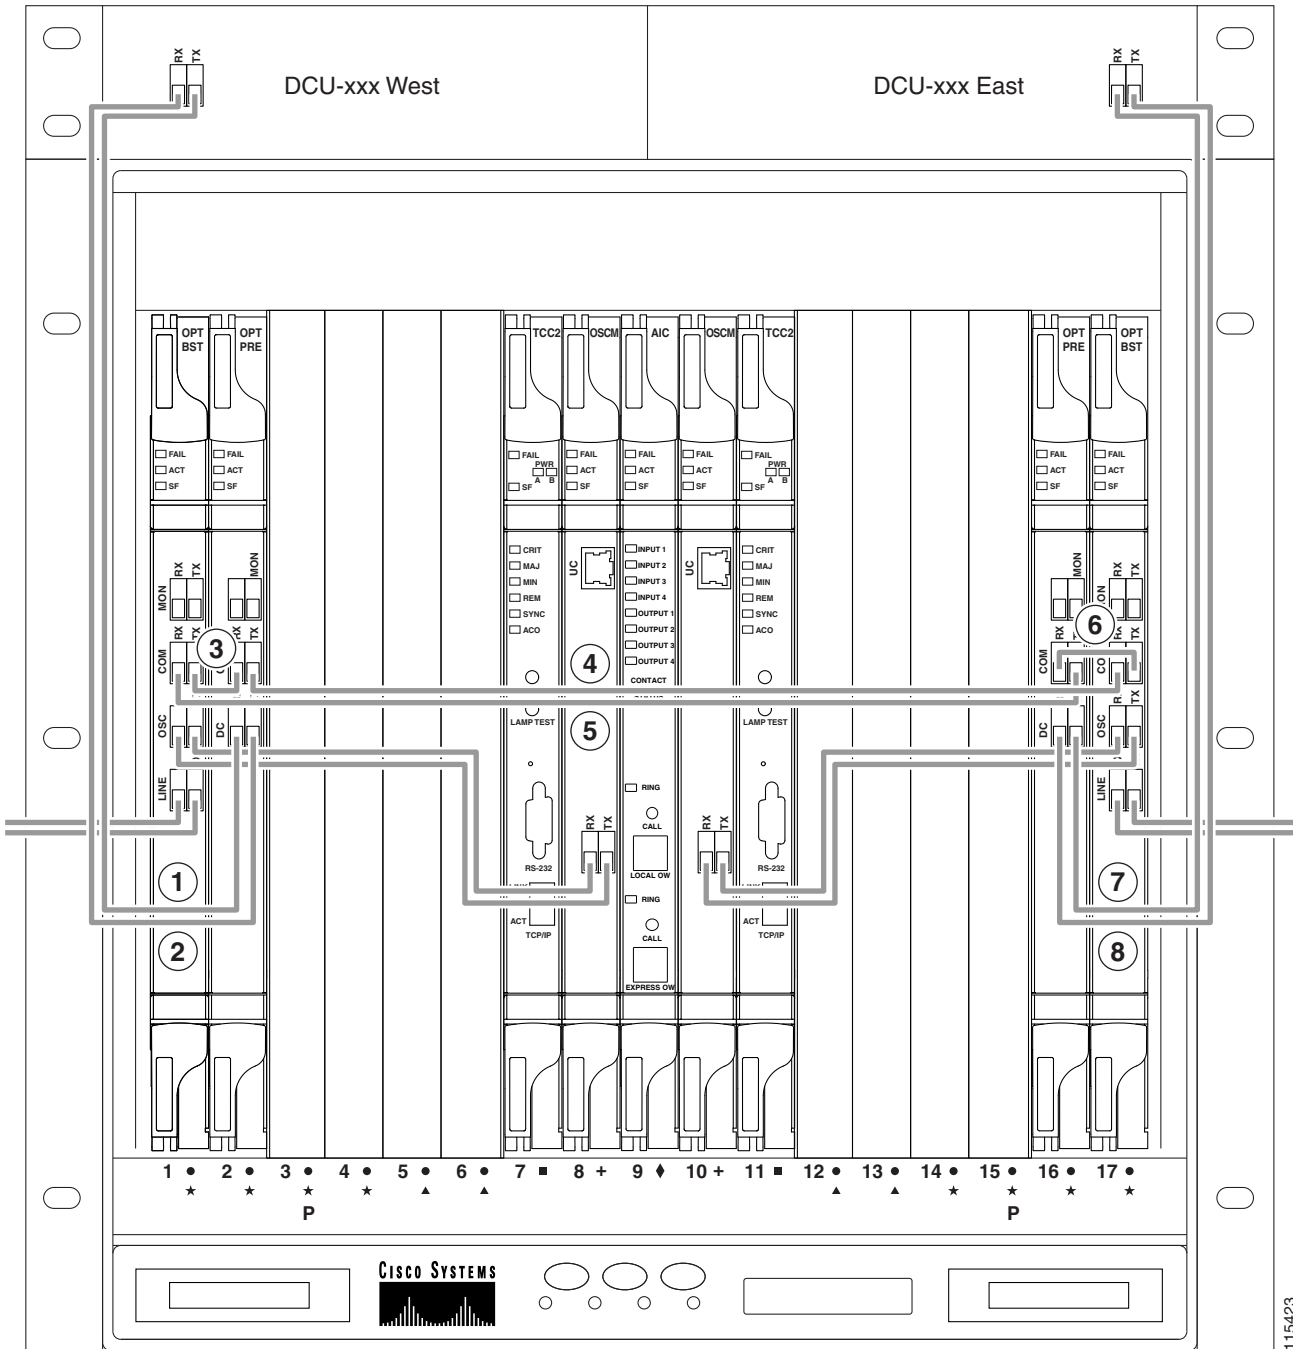 RX TX
DCU-xxx West
DCU-xxx East
RX TX
OPT BST
OPT PRE
TCC2
OSCM
AIC
OSCM
TCC2
OPT PRE
OPT BST
FAIL
ACT
SF
FAIL
ACT
SF
FAIL
PWR
A B
SF
FAIL
ACT
SF
FAIL
ACT
SF
FAIL
ACT
SF
FAIL
PWR
A B
SF
FAIL
ACT
SF
FAIL
ACT
SF
CRIT
MAJ
MIN
REM
SYNC
ACO
LAMP TEST
UC
INPUT 1
INPUT 2
INPUT 3
INPUT 4
OUTPUT 1
OUTPUT 2
OUTPUT 3
OUTPUT 4
CONTACT
UC
CRIT
MAJ
MIN
REM
SYNC
ACO
LAMP TEST
MON
RX TX
MON
COM
RX TX
RX TX
OSC
DC
LINE
MON
RX TX
COM
RX
RX TX
DC
OSC
TX
LINE
3
4
5
6
1
2
7
8
RS-232
ACT
TCP/IP
RX TX
RING
CALL
LOCAL OW
RING
CALL
EXPRESS OW
RX TX
RS-232
ACT
TCP/IP
1 2 3 4 5 6 7 8 9 10 11 12 13 14 15 16 17
P P
CISCO SYSTEMS
115423